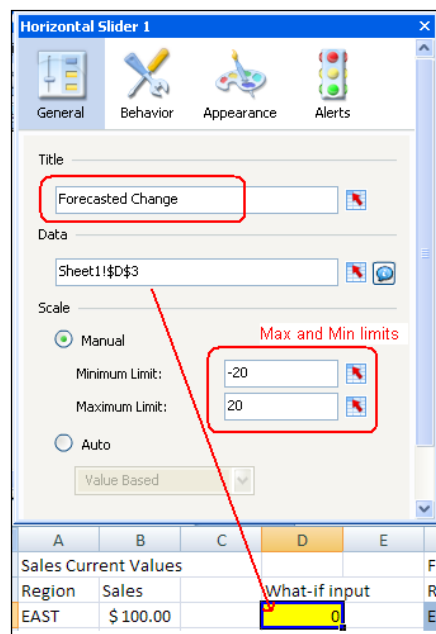 Horizontal Slider 1
General Behavior Appearance Alerts
Title
Forecasted Change
Data
Sheet1!$D$3
Scale
Manual
Max and Min limits
Minimum Limit: -20
Maximum Limit: 20
Auto
Value Based
A B C D E
Sales Current Values F
Region Sales What-if input R
EAST $ 100.00 0 E